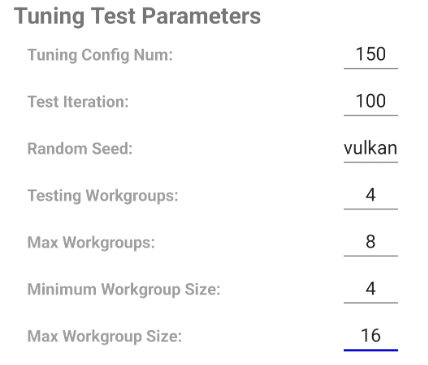 Tuning Test Parameters
Tuning Config Num: 150
Test Iteration: 100
Random Seed: vulkan
Testing Workgroups: 4
Max Workgroups: 8
Minimum Workgroup Size: 4
Max Workgroup Size: 16